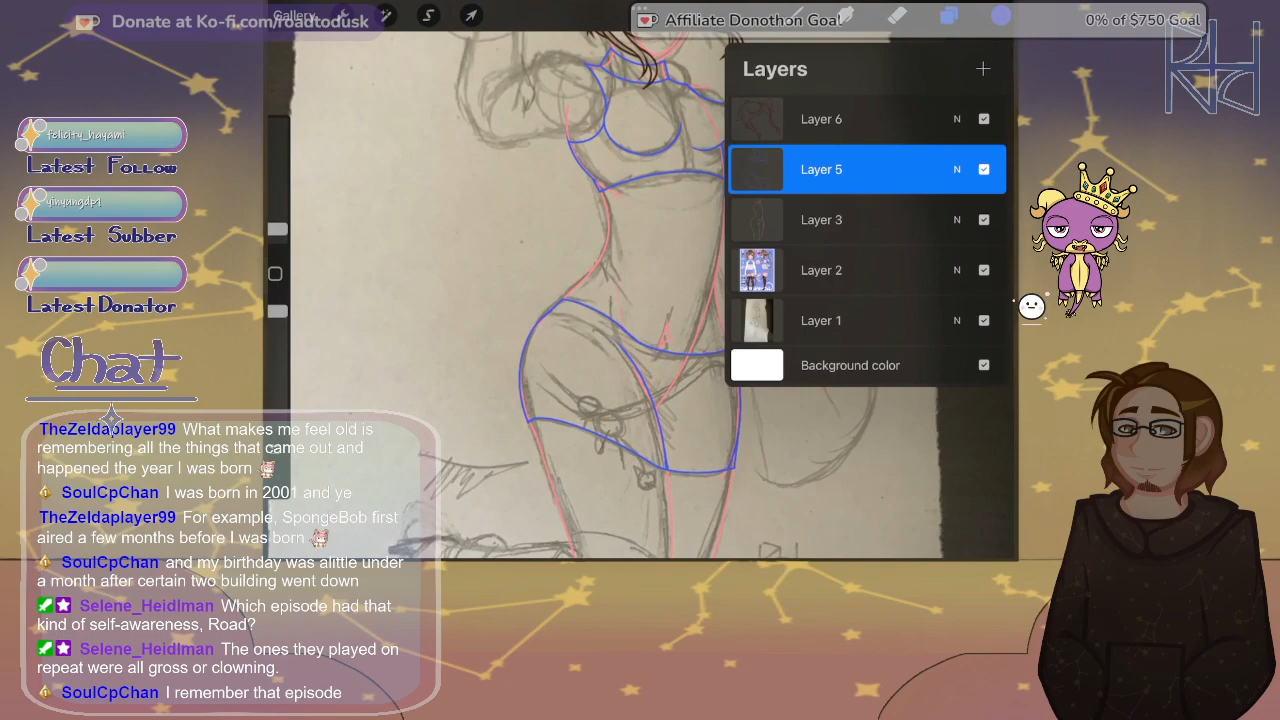 Donate at Ko-fi.com/roadtodusk
Gallery
Affiliate Donothon Goal
0% of $750 Goal
Layers
Layer 6 N
Layer 5 N
Layer 3 N
Layer 2 N
Layer 1 N
Background color
felicity_hayami
Latest Follow
yinyungdp1
Latest Subber
Latest Donator
Chat
TheZeldaplayer99 What makes me feel old is
remembering all the things that came out and
happened the year I was born
SoulCpChan I was born in 2001 and ye
TheZeldaplayer99 For example, SpongeBob first
aired a few months before I was born
SoulCpChan and my birthday was alittle under
a month after certain two building went down
Selene_Heidlman Which episode had that
kind of self-awareness, Road?
Selene_Heidlman The ones they played on
repeat were all gross or clowning.
SoulCpChan I remember that episode